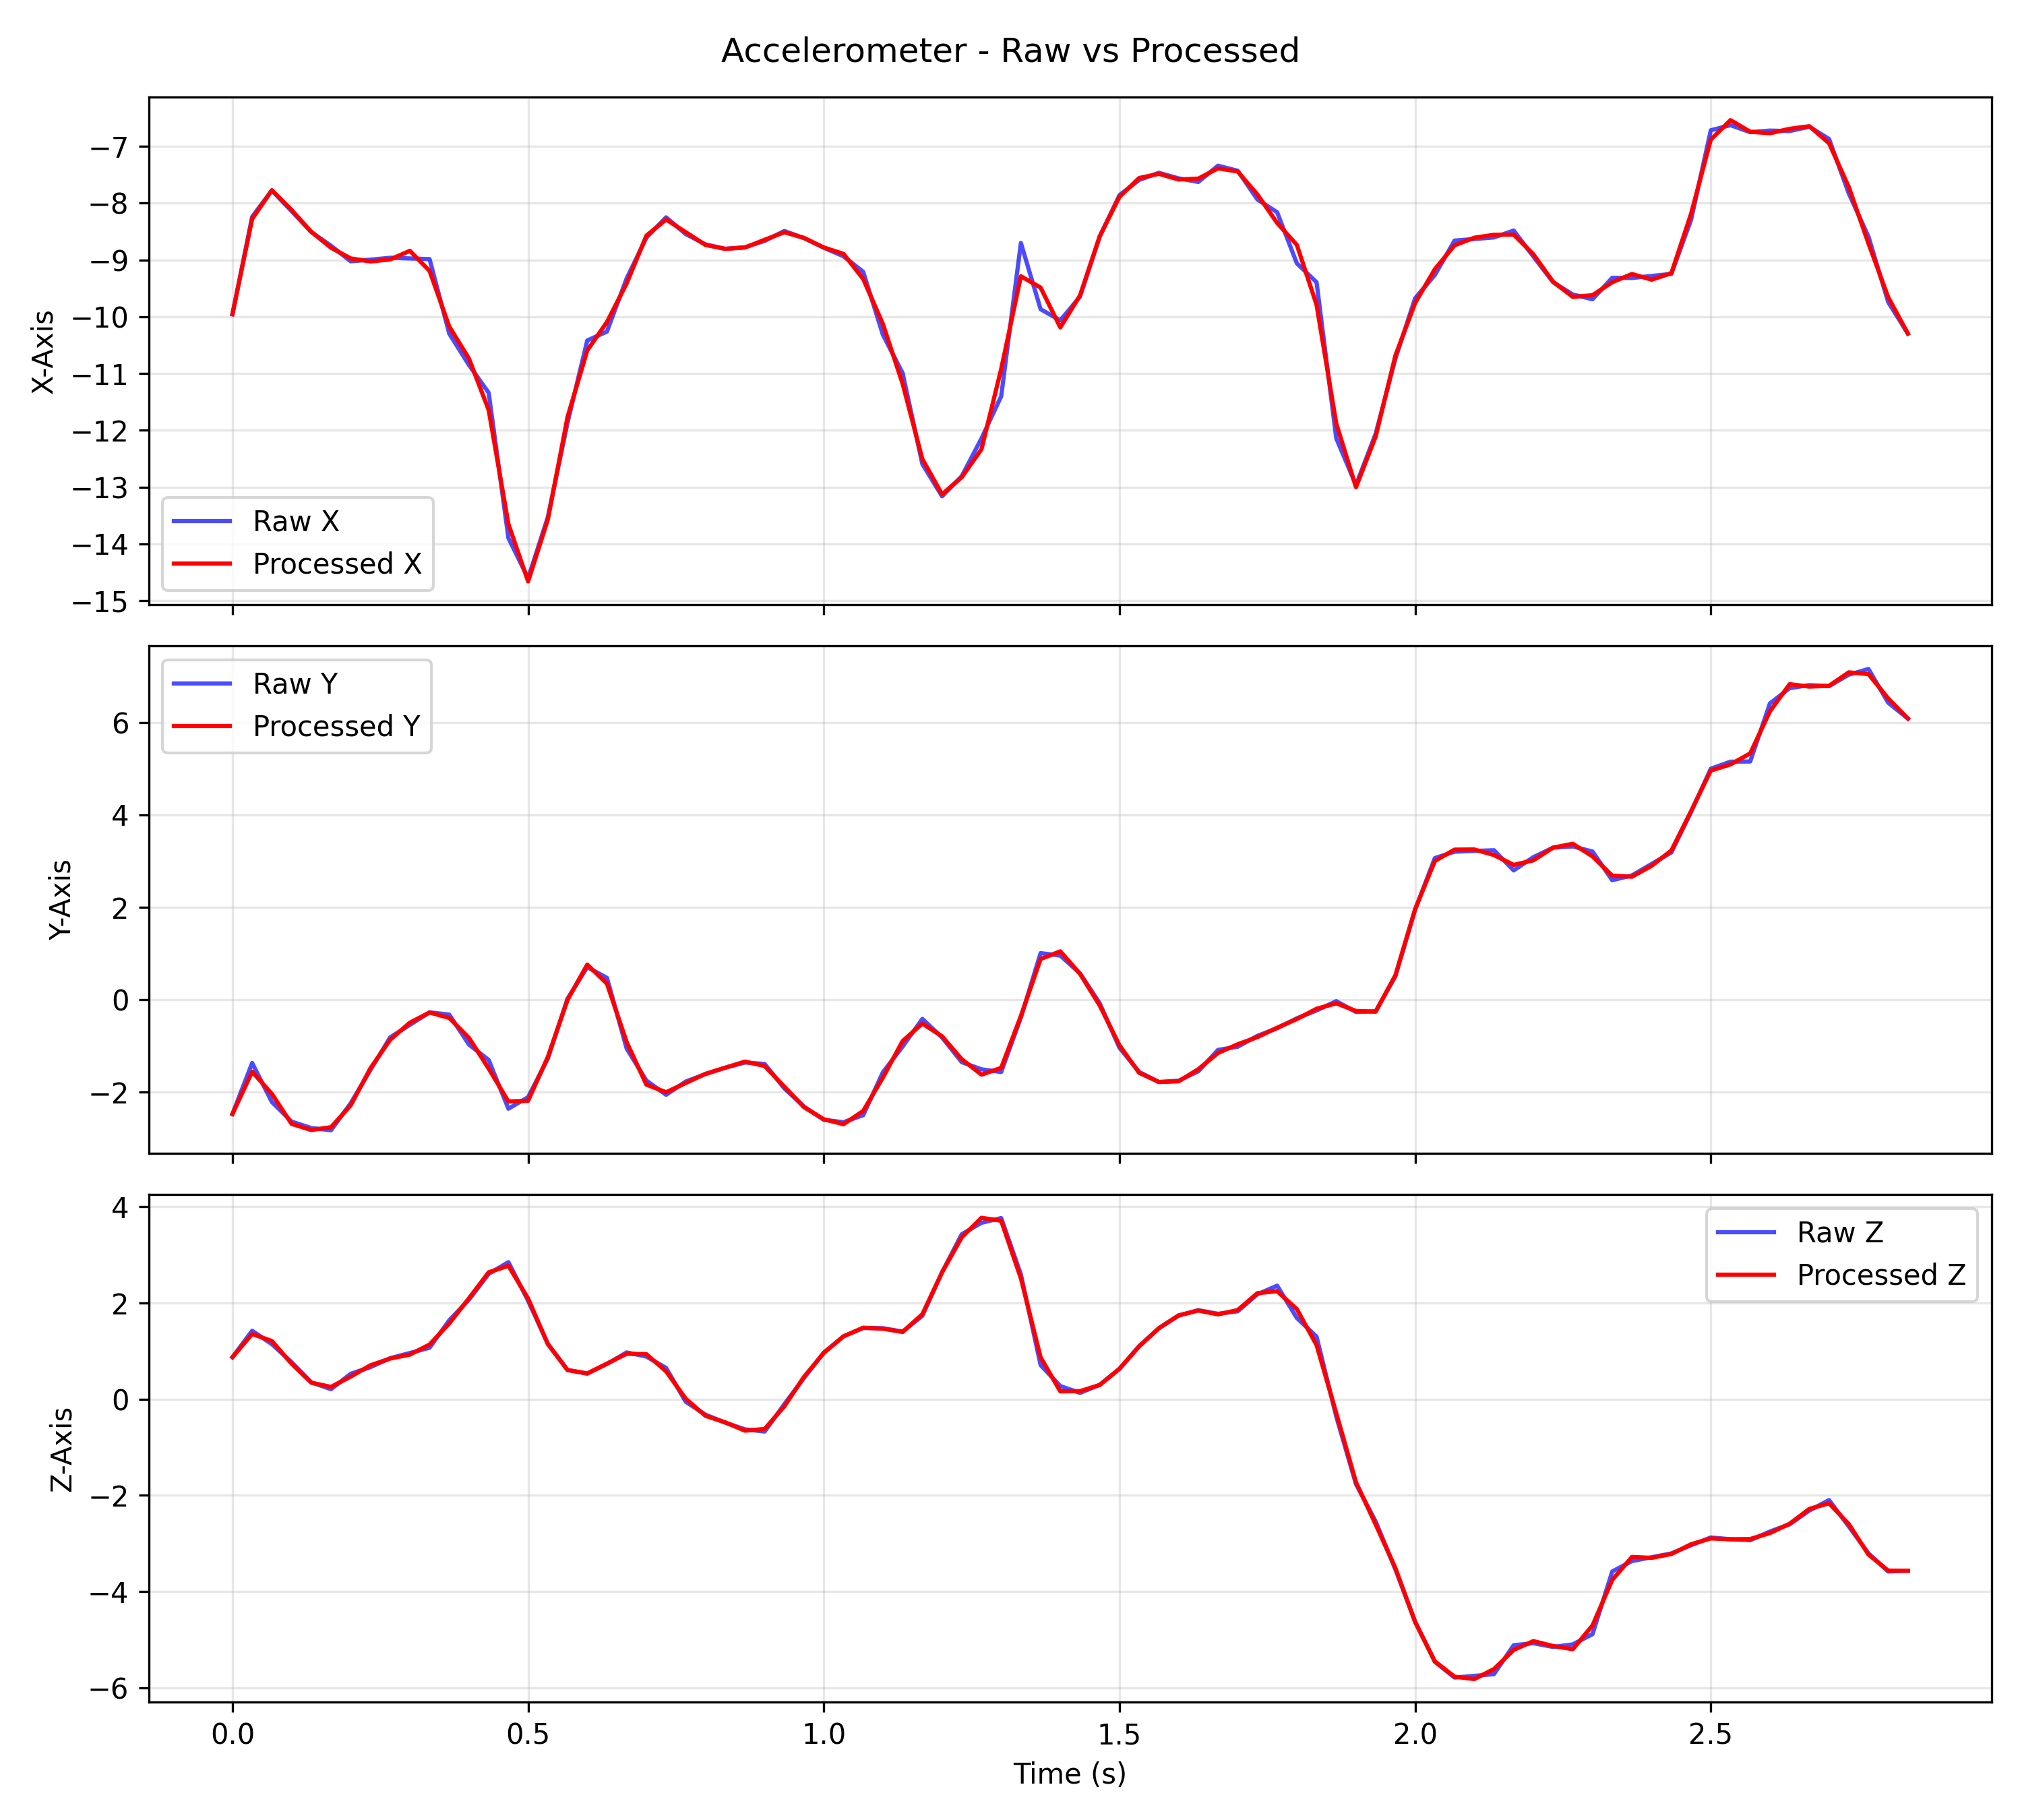 Accelerometer - Raw vs Processed
X-Axis
−7
−8
−9
−10
−11
−12
−13
−14
−15
Raw X
Processed X
Y-Axis
6
4
2
0
−2
Raw Y
Processed Y
Z-Axis
4
2
0
−2
−4
−6
Raw Z
Processed Z
0.0 0.5 1.0 1.5 2.0 2.5
Time (s)